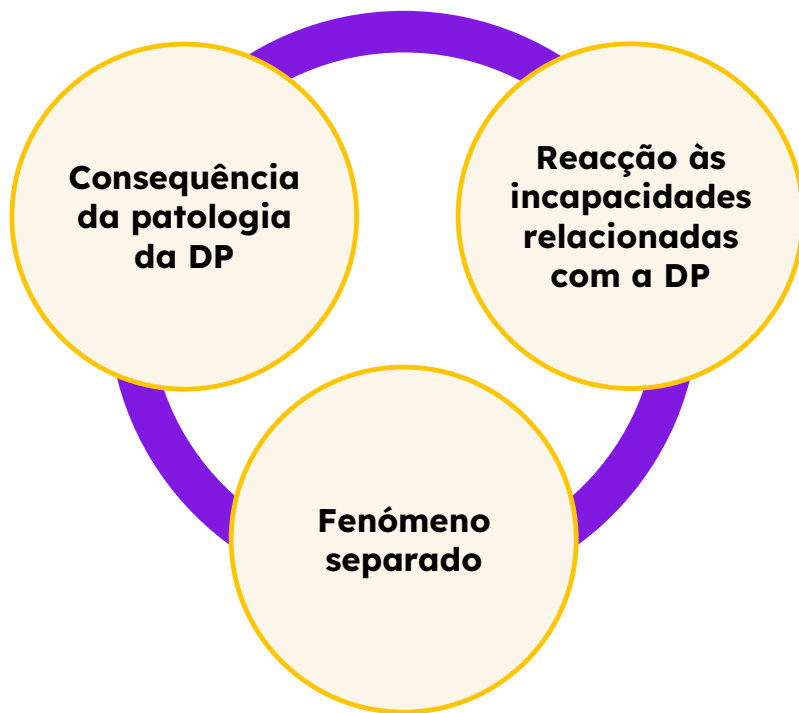 Consequência
da patologia
da DP
Reacção às
incapacidades
relacionadas
com a DP
Fenómeno
separado